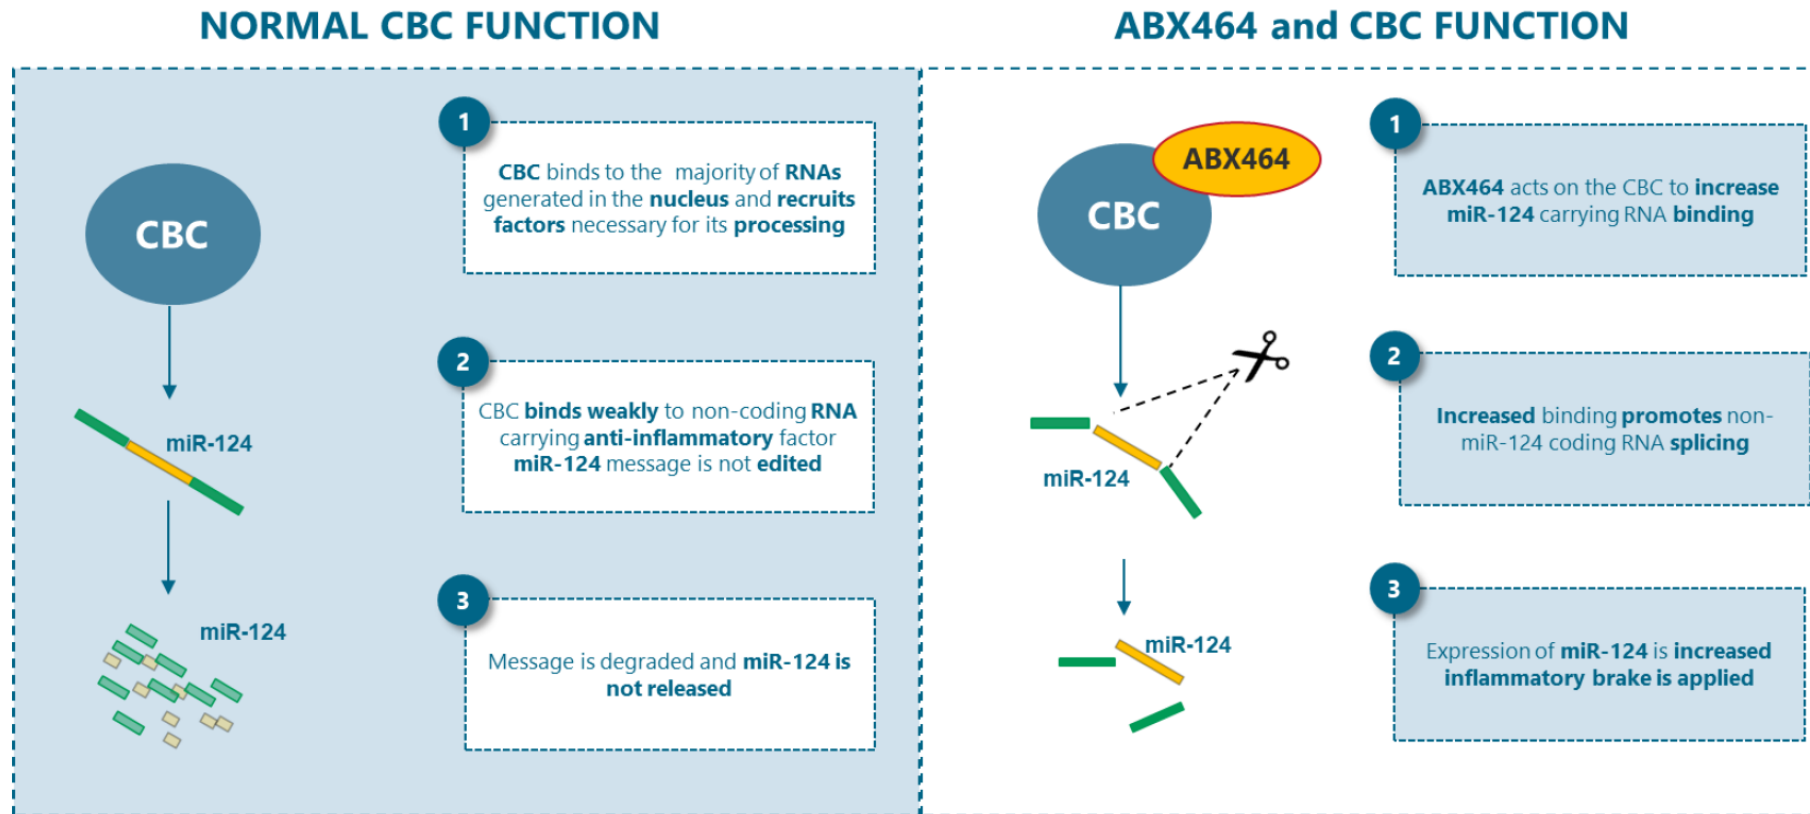 NORMAL CBC FUNCTION
CBC
miR-124
miR-124
1
CBC binds to the majority of RNAs
generated in the nucleus and recruits
factors necessary for its processing
2
CBC binds weakly to non-coding RNA
carrying anti-inflammatory factor
miR-124 message is not edited
3
Message is degraded and miR-124 is
not released
ABX464 and CBC FUNCTION
ABX464
CBC
miR-124
miR-124
1
ABX464 acts on the CBC to increase
miR-124 carrying RNA binding
2
Increased binding promotes non-
miR-124 coding RNA splicing
3
Expression of miR-124 is increased
inflammatory brake is applied